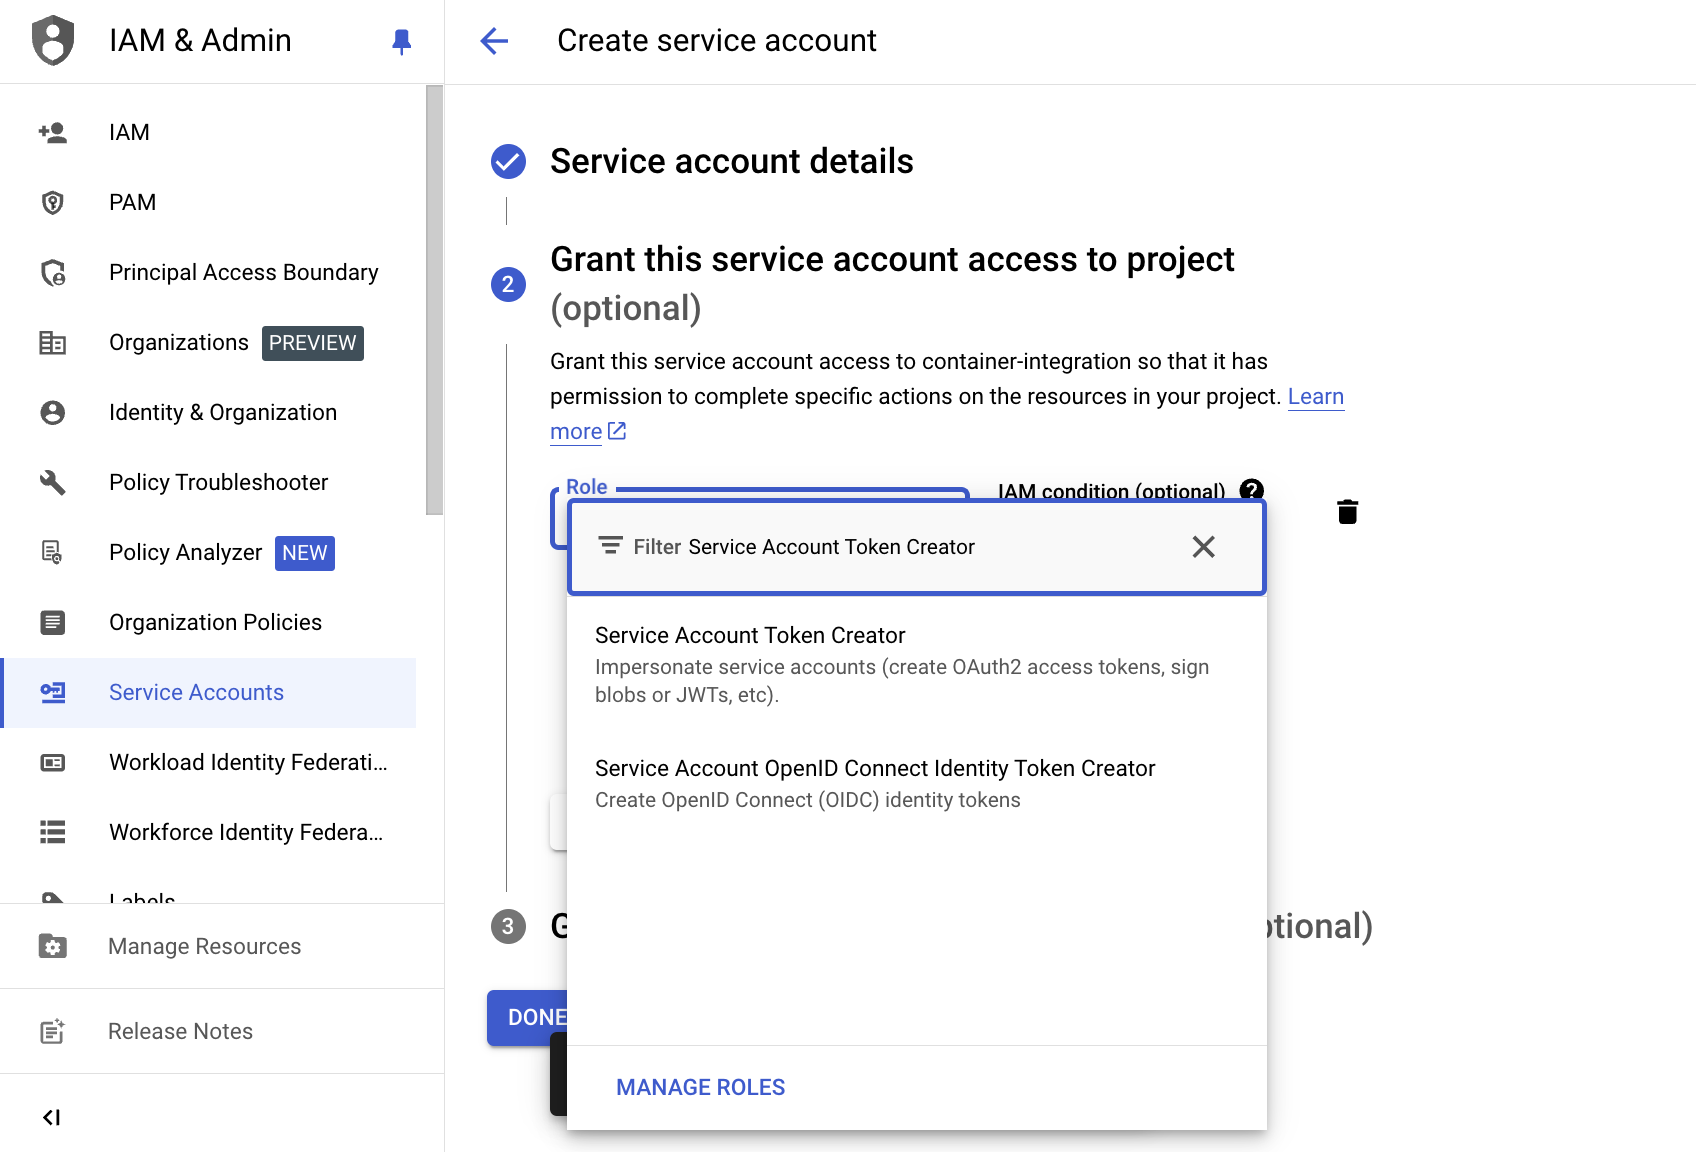 IAM & Admin
Create service account
IAM
PAM
Principal Access Boundary
Organizations PREVIEW
Identity & Organization
Policy Troubleshooter
Policy Analyzer NEW
Organization Policies
Service Accounts
Workload Identity Federati...
Workforce Identity Federa...
Labels
Manage Resources
Release Notes
Service account details
2
Grant this service account access to project
(optional)
Grant this service account access to container-integration so that it has
permission to complete specific actions on the resources in your project. Learn
more
Role
IAM condition (optional)
Filter Service Account Token Creator
Service Account Token Creator
Impersonate service accounts (create OAuth2 access tokens, sign
blobs or JWTs, etc).
Service Account OpenID Connect Identity Token Creator
Create OpenID Connect (OIDC) identity tokens
3
DONE
MANAGE ROLES